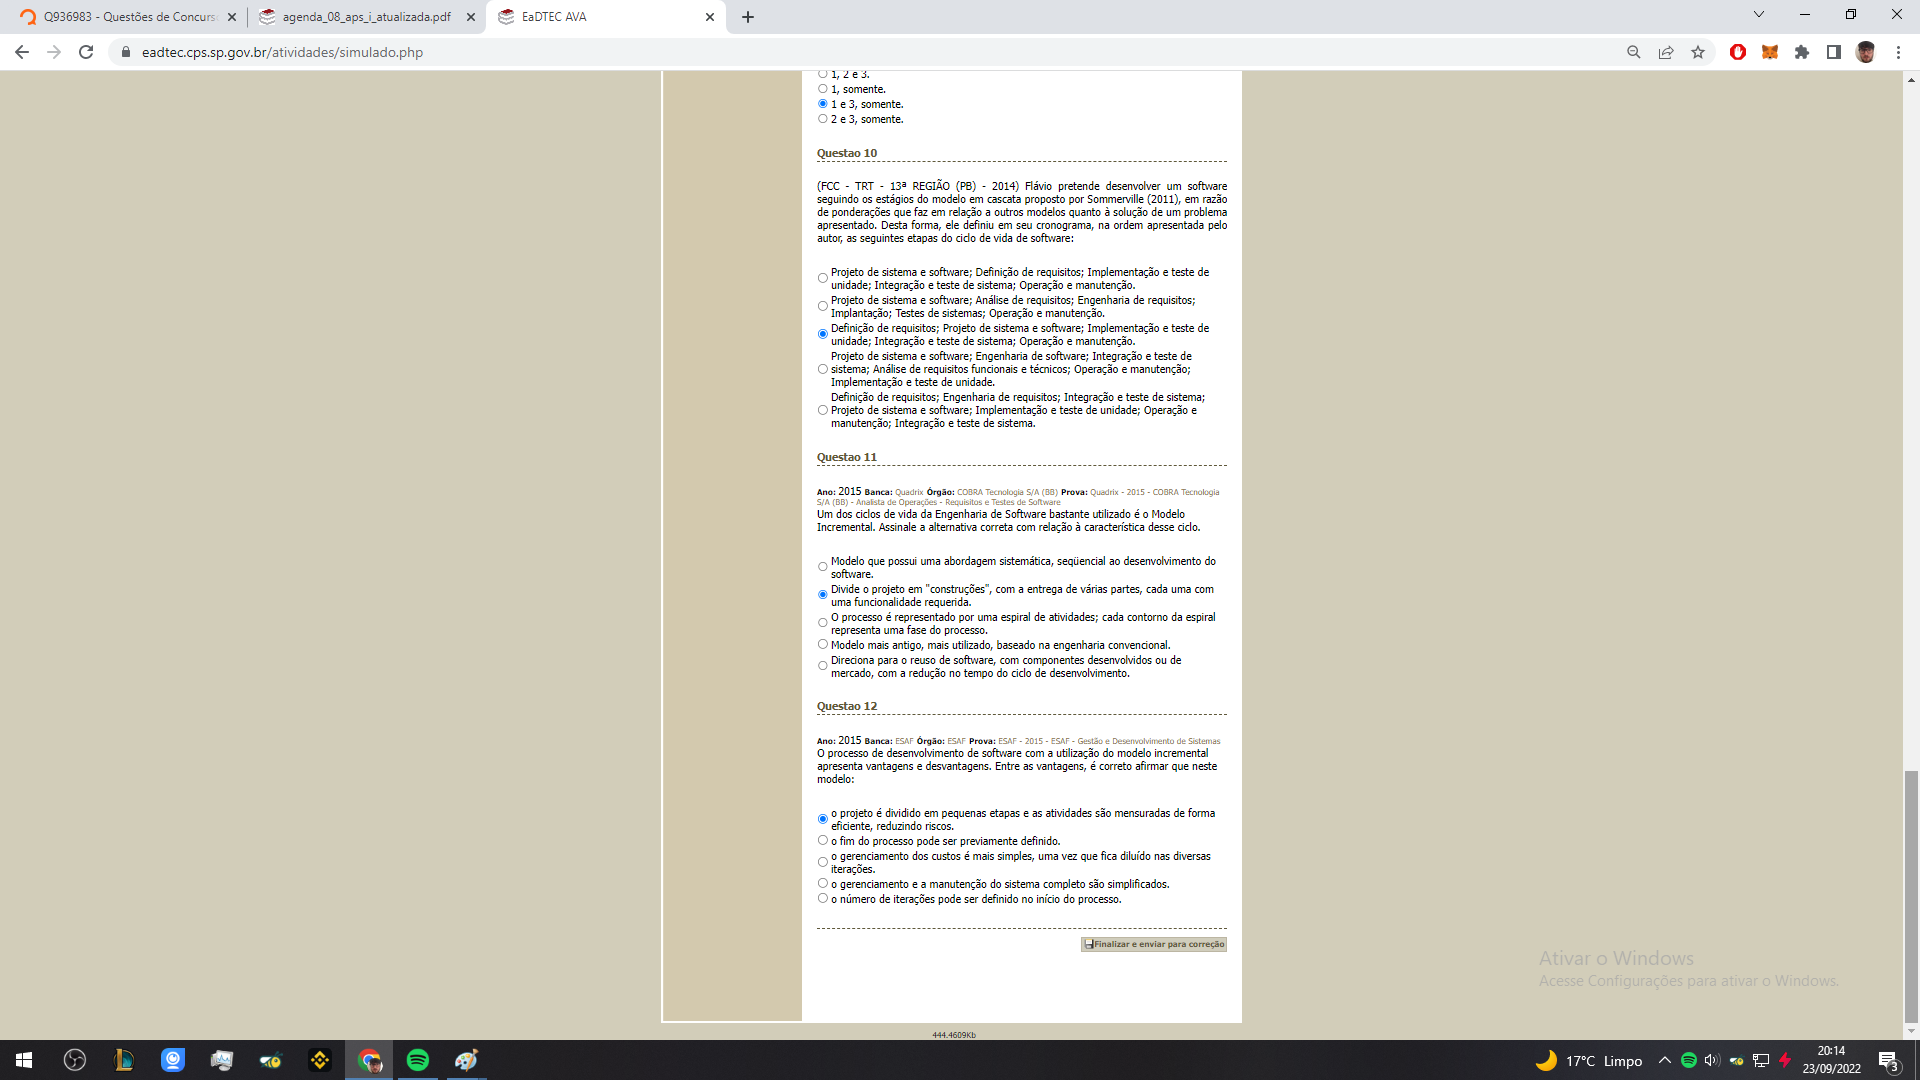 Q936983 - Questões de Concurs
agenda_08_aps_i_atualizada.pdf
EaDTEC AVA
eadtec.cps.sp.gov.br/atividades/simulado.php
1, 2 e 3.
1, somente.
1 e 3, somente.
2 e 3, somente.
Questao 10
(FCC - TRT - 13ª REGIÃO (PB) - 2014) Flávio pretende desenvolver um software
seguindo os estágios do modelo em cascata proposto por Sommerville (2011), em razão
de ponderações que faz em relação a outros modelos quanto à solução de um problema
apresentado. Desta forma, ele definiu em seu cronograma, na ordem apresentada pelo
autor, as seguintes etapas do ciclo de vida de software:
Projeto de sistema e software; Definição de requisitos; Implementação e teste de
unidade; Integração e teste de sistema; Operação e manutenção.
Projeto de sistema e software; Análise de requisitos; Engenharia de requisitos;
Implantação; Testes de sistemas; Operação e manutenção.
Definição de requisitos; Projeto de sistema e software; Implementação e teste de
unidade; Integração e teste de sistema; Operação e manutenção.
Projeto de sistema e software; Engenharia de software; Integração e teste de
sistema; Análise de requisitos funcionais e técnicos; Operação e manutenção;
Implementação e teste de unidade.
Definição de requisitos; Engenharia de requisitos; Integração e teste de sistema;
Projeto de sistema e software; Implementação e teste de unidade; Operação e
manutenção; Integração e teste de sistema.
Questao 11
Ano: 2015 Banca: Quadrix Órgão: COBRA Tecnologia S/A (BB) Prova: Quadrix - 2015 - COBRA Tecnologia
S/A (BB) - Analista de Operações - Requisitos e Testes de Software
Um dos ciclos de vida da Engenharia de Software bastante utilizado é o Modelo
Incremental. Assinale a alternativa correta com relação à característica desse ciclo.
Modelo que possui uma abordagem sistemática, seqüencial ao desenvolvimento do
software.
Divide o projeto em "construções", com a entrega de várias partes, cada uma com
uma funcionalidade requerida.
O processo é representado por uma espiral de atividades; cada contorno da espiral
representa uma fase do processo.
Modelo mais antigo, mais utilizado, baseado na engenharia convencional.
Direciona para o reuso de software, com componentes desenvolvidos ou de
mercado, com a redução no tempo do ciclo de desenvolvimento.
Questao 12
Ano: 2015 Banca: ESAF Órgão: ESAF Prova: ESAF - 2015 - ESAF - Gestão e Desenvolvimento de Sistemas
O processo de desenvolvimento de software com a utilização do modelo incremental
apresenta vantagens e desvantagens. Entre as vantagens, é correto afirmar que neste
modelo:
o projeto é dividido em pequenas etapas e as atividades são mensuradas de forma
eficiente, reduzindo riscos.
o fim do processo pode ser previamente definido.
o gerenciamento dos custos é mais simples, uma vez que fica diluído nas diversas
iterações.
o gerenciamento e a manutenção do sistema completo são simplificados.
o número de iterações pode ser definido no início do processo.
Finalizar e enviar para correção
Ativar o Windows
Acesse Configurações para ativar o Windows.
444.4609Kb
17°C Limpo
20:14
23/09/2022
3